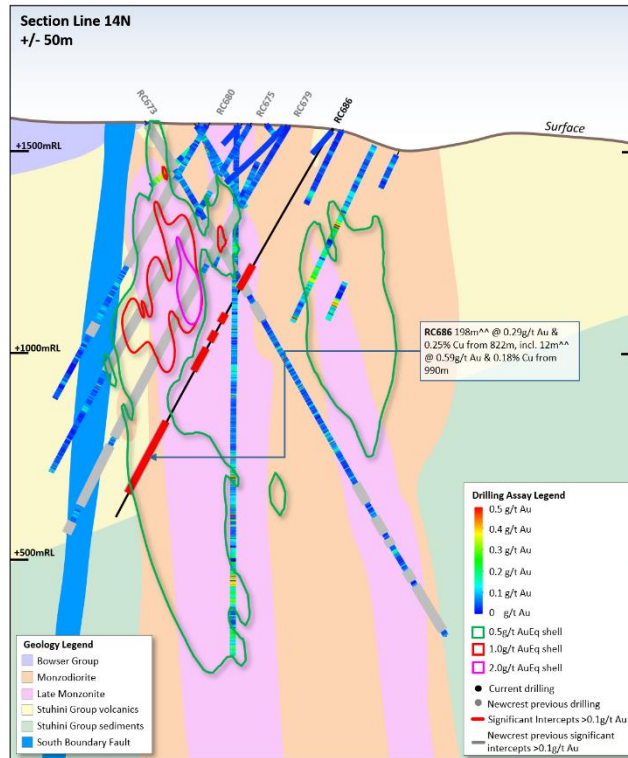 Section Line 14N
+/- 50m
RC673
RC680
RC675
RC679
RC686
Surface
+1500mRL
+1000mRL
+500mRL
RC686 198m^^ @ 0.29g/t Au &
0.25% Cu from 822m, incl. 12m^^
@ 0.59g/t Au & 0.18% Cu from
990m
Drilling Assay Legend
0.5 g/t Au
0.4 g/t Au
0.3 g/t Au
0.2 g/t Au
0.1 g/t Au
0 g/t Au
0.5g/t AuEq shell
1.0g/t AuEq shell
2.0g/t AuEq shell
Current drilling
Newcrest previous drilling
Significant Intercepts >0.1g/t Au
Newcrest previous significant
intercepts >0.1g/t Au
Geology Legend
Bowser Group
Monzodiorite
Late Monzonite
Stuhini Group volcanics
Stuhini Group sediments
South Boundary Fault